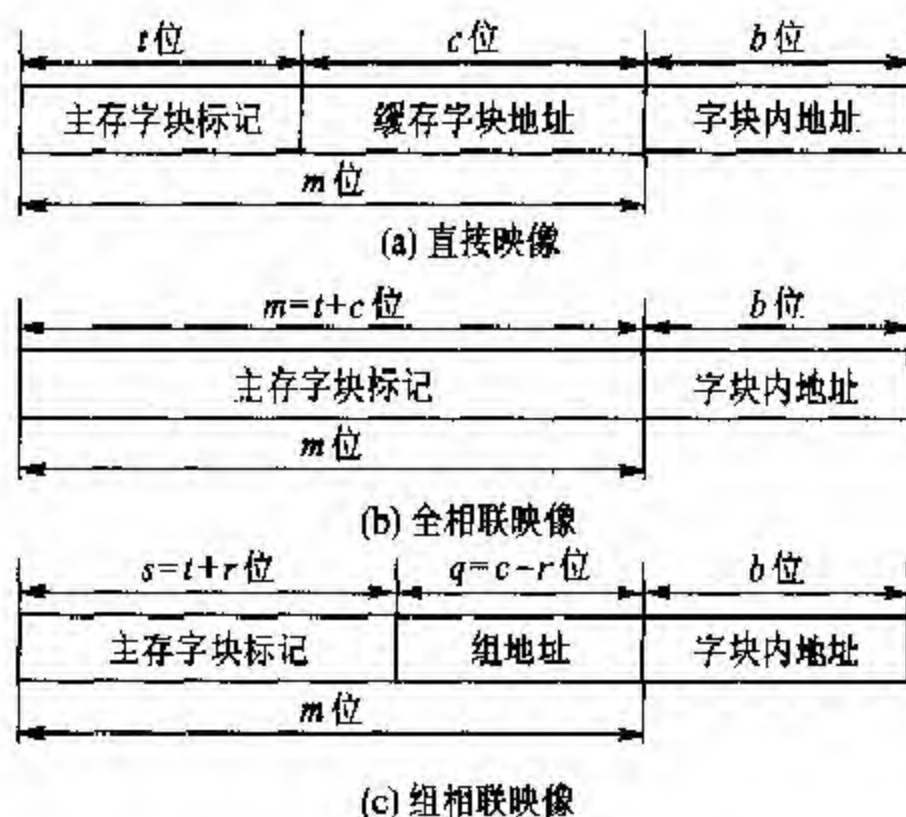 t位 c位 b位
主存字块标记 缓存字块地址 字块内地址
m位
(a) 直接映像
m=t+c位 b位
主存字块标记 字块内地址
m位
(b) 全相联映像
s=t+r位 q=c-r位 b位
主存字块标记 组地址 字块内地址
m位
(c) 组相联映像